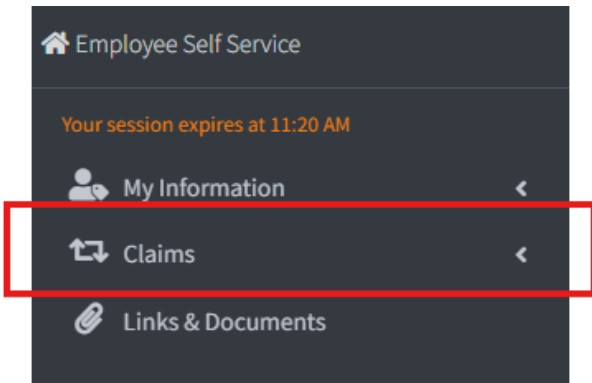 Employee Self Service
Your session expires at 11:20 AM
My Information
Claims
Links & Documents